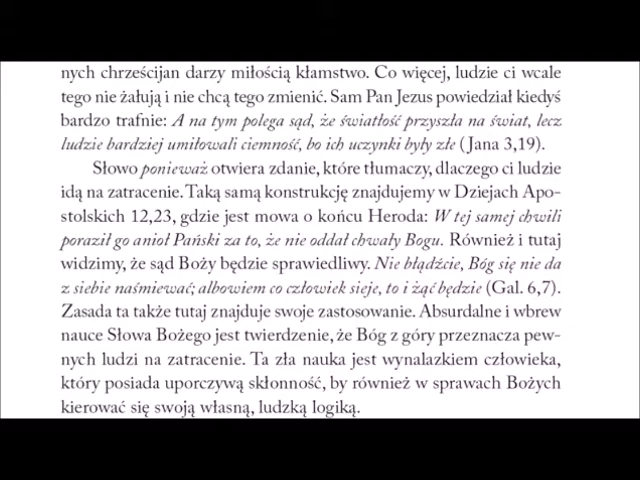 nych chrześcijan darzy miłością kłamstwo. Co więcej, ludzie ci wcale
tego nie żałują i nie chcą tego zmienić. Sam Pan Jezus powiedział kiedyś
bardzo trafnie: A na tym polega sąd, że światłość przyszła na świat, lecz
ludzie bardziej umiłowali ciemność, bo ich uczynki były złe (Jana 3,19).
Słowo ponieważ otwiera zdanie, które tłumaczy, dlaczego ci ludzie
idą na zatracenie. Taką samą konstrukcję znajdujemy w Dziejach Apo-
stolskich 12,23, gdzie jest mowa o końcu Heroda: W tej samej chwili
poraził go anioł Pański za to, że nie oddał chwały Bogu. Również i tutaj
widzimy, że sąd Boży będzie sprawiedliwy. Nie błądźcie, Bóg się nie da
z siebie naśmiewać; albowiem co człowiek sieje, to i żąć będzie (Gal. 6,7).
Zasada ta także tutaj znajduje swoje zastosowanie. Absurdalne i wbrew
nauce Słowa Bożego jest twierdzenie, że Bóg z góry przeznacza pew-
nych ludzi na zatracenie. Ta zła nauka jest wynalazkiem człowieka,
który posiada uporczywą skłonność, by również w sprawach Bożych
kierować się swoją własną, ludzką logiką.